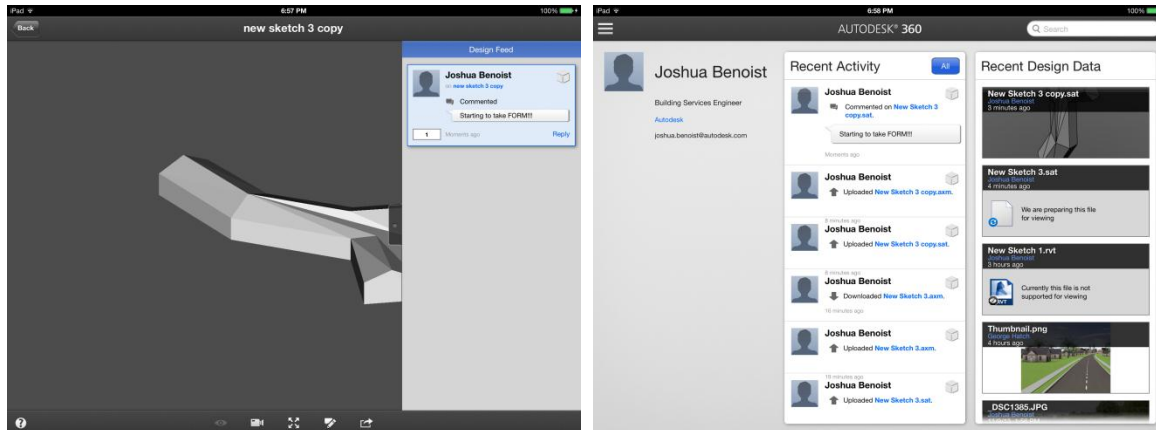 iPad 6:57 PM 100%
Back new sketch 3 copy
Design Feed
Joshua Benoist
on new sketch 3 copy
Commented
Starting to take FORM!!!
1 Moments ago Reply
iPad 6:58 PM 100%
AUTODESK® 360
Search
Joshua Benoist
Building Services Engineer
Autodesk
joshua.benoist@autodesk.com
Recent Activity
All
Joshua Benoist
Commented on New Sketch 3
copy.sat.
Starting to take FORM!!!
Moments ago
Joshua Benoist
Uploaded New Sketch 3 copy.axm.
Joshua Benoist
Uploaded New Sketch 3 copy.sat.
Joshua Benoist
Downloaded New Sketch 3.axm.
16 minutes ago
Joshua Benoist
Uploaded New Sketch 3.axm.
Joshua Benoist
Uploaded New Sketch 3.sat.
Recent Design Data
New Sketch 3 copy.sat
Joshua Benoist
3 minutes ago
New Sketch 3.sat
Joshua Benoist
4 minutes ago
We are preparing this file
for viewing
New Sketch 1.rvt
Joshua Benoist
3 hours ago
RVT
Currently this file is not
supported for viewing
Thumbnail.png
George Hatch
4 hours ago
_DSC1385.JPG
Joshua Benoist